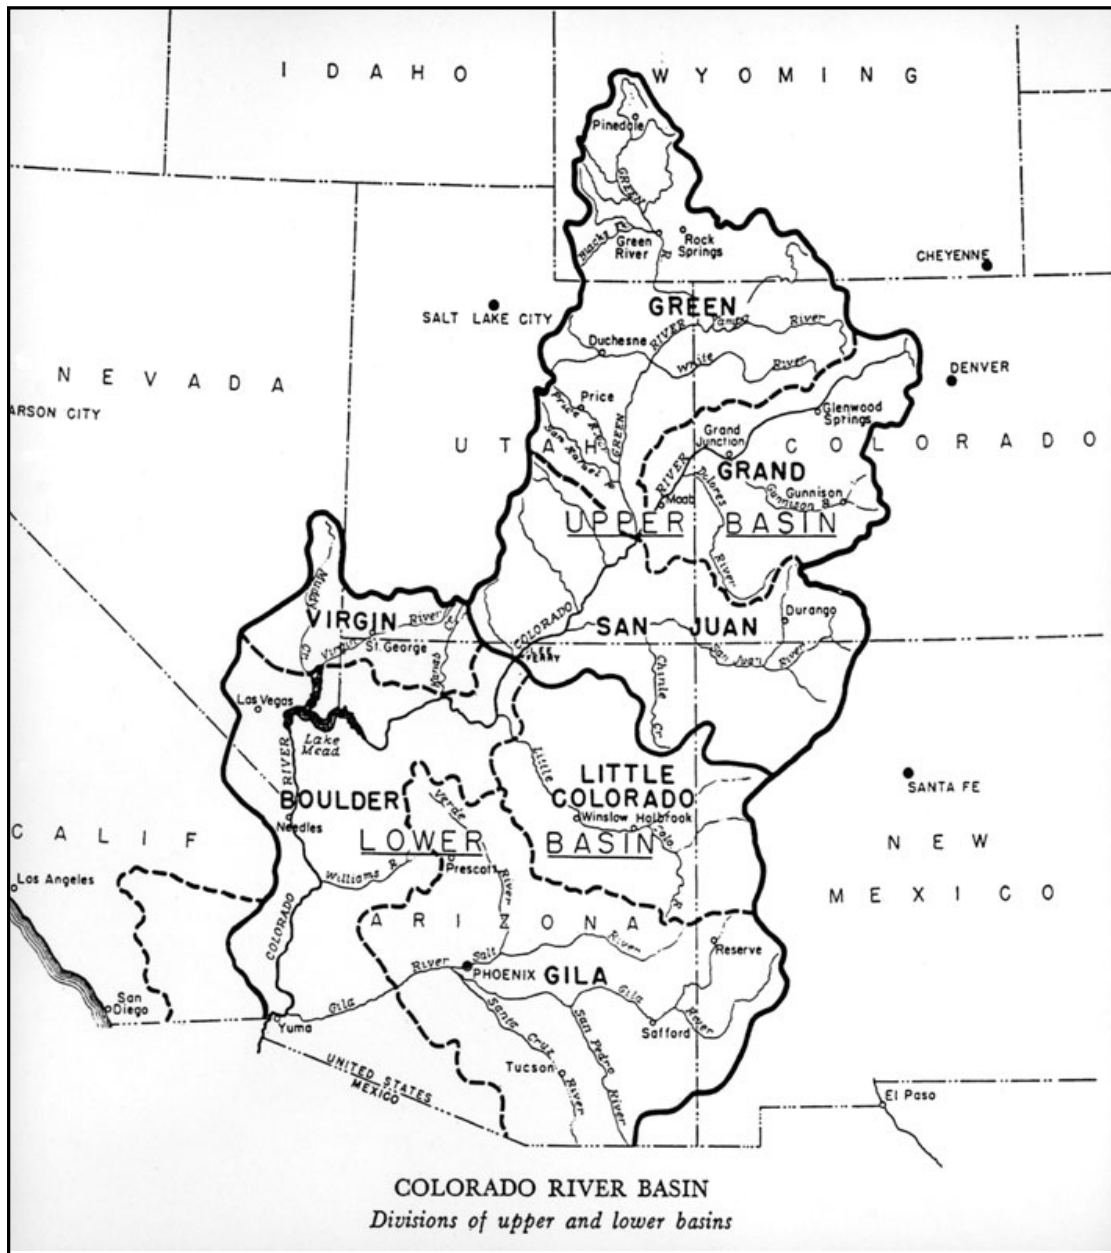 IDAHO
WYOMING
Pinedale
GREEN
Blacks Fk
Green
River
R.
Rock
Springs
CHEYENNE
SALT LAKE CITY
GREEN
Duchesne
RIVER
Yampa
River
White
River
DENVER
NEVADA
ARSON CITY
Price
Price R.
San Rafael R.
GREEN
Glenwood
Springs
Grand
Junction
UTAH
COLORADO
RIVER
GRAND
Moab
Dolores
River
Gunnison R.
Gunnison
UPPER BASIN
Muddy
Cr.
VIRGIN
Virgin
River
St. George
Kanab
Cr.
COLORADO
LEE
FERRY
SAN JUAN
Durango
San Juan
River
Chinle
Cr.
Las Vegas
Lake
Mead
RIVER
BOULDER
Needles
Little
LITTLE
COLORADO
Winslow
Holbrook
Colo.
R.
SANTA FE
CALIF
LOWER BASIN
NEW
MEXICO
Verde
River
Prescott
Williams R.
Los Angeles
COLORADO
ARIZONA
Salt
River
Reserve
PHOENIX
GILA
Gila
River
Gila
River
San
Diego
Yuma
Safford
Santa
Cruz
River
San Pedro
River
Tucson
UNITED STATES
MEXICO
El Paso
COLORADO RIVER BASIN
Divisions of upper and lower basins